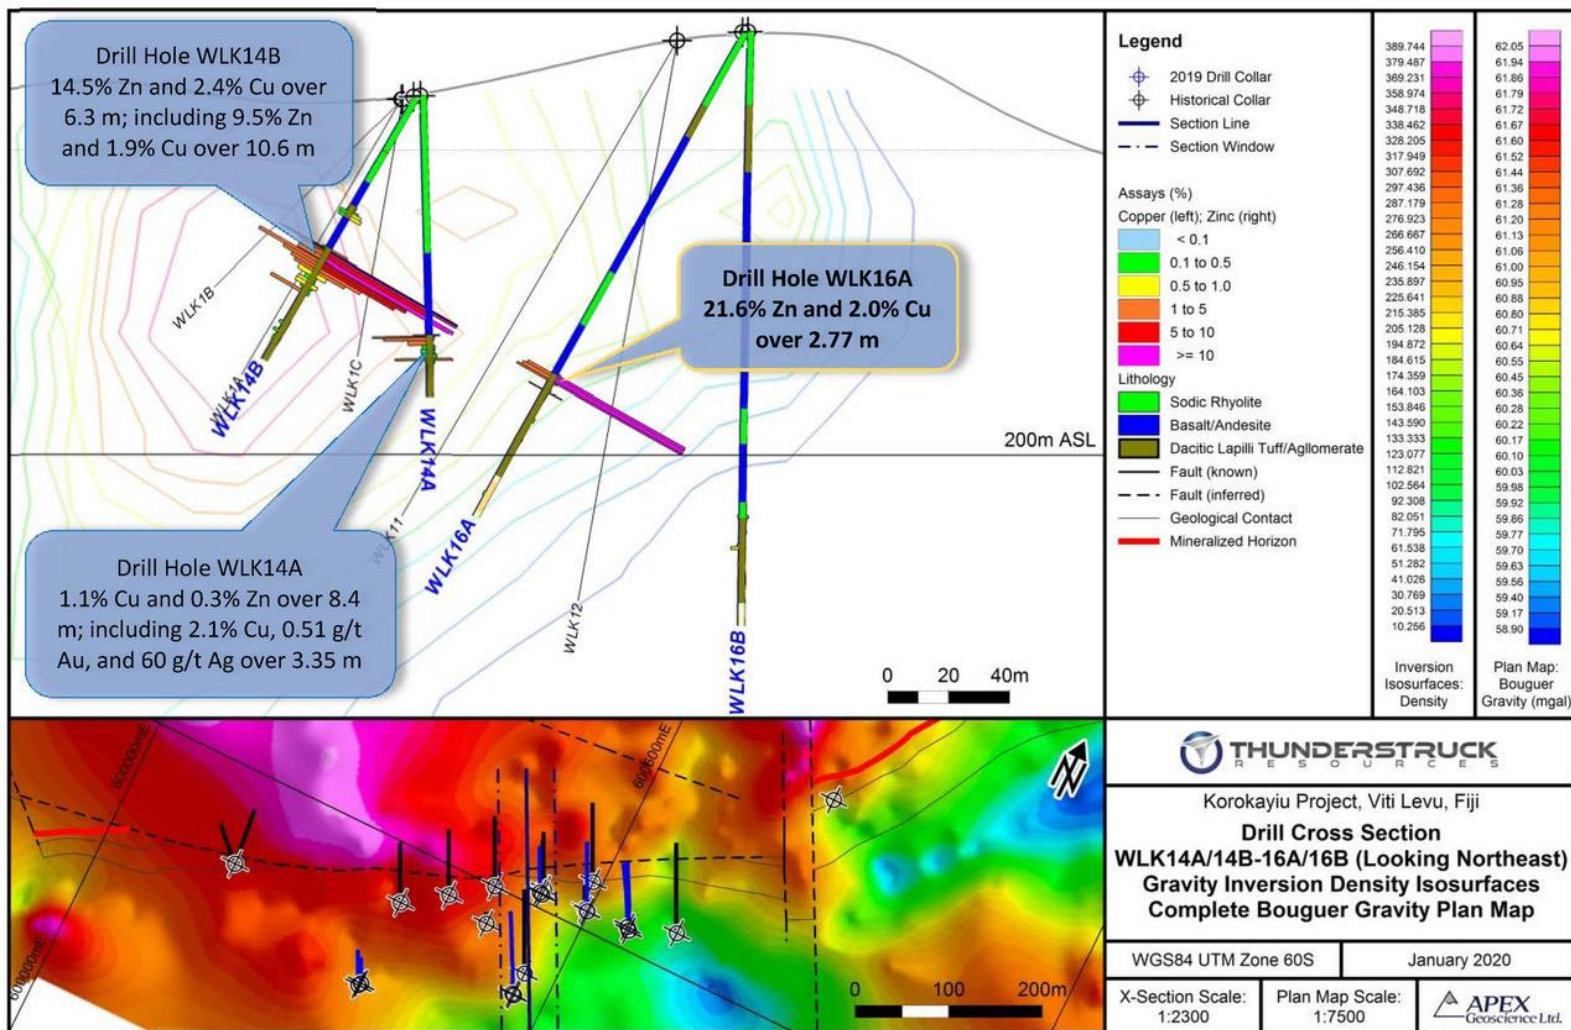 Drill Hole WLK14B
14.5% Zn and 2.4% Cu over
6.3 m; including 9.5% Zn
and 1.9% Cu over 10.6 m
Drill Hole WLK16A
21.6% Zn and 2.0% Cu
over 2.77 m
Drill Hole WLK14A
1.1% Cu and 0.3% Zn over 8.4
m; including 2.1% Cu, 0.51 g/t
Au, and 60 g/t Ag over 3.35 m
WLK1B
WLK1A
WLK14B
WLK1C
WLK14A
WLK11
WLK16A
WLK12
WLK16B
200m ASL
0 20 40m
Legend
2019 Drill Collar
Historical Collar
Section Line
Section Window
Assays (%)
Copper (left); Zinc (right)
< 0.1
0.1 to 0.5
0.5 to 1.0
1 to 5
5 to 10
>= 10
Lithology
Sodic Rhyolite
Basalt/Andesite
Dacitic Lapilli Tuff/Agllomerate
Fault (known)
Fault (inferred)
Geological Contact
Mineralized Horizon
389.744
379.487
369.231
358.974
348.718
338.462
328.205
317.949
307.692
297.436
287.179
276.923
266.667
256.410
246.154
235.897
225.641
215.385
205.128
194.872
184.615
174.359
164.103
153.846
143.590
133.333
123.077
112.821
102.564
92.308
82.051
71.795
61.538
51.282
41.026
30.769
20.513
10.256
Inversion
Isosurfaces:
Density
62.05
61.94
61.86
61.79
61.72
61.67
61.60
61.52
61.44
61.36
61.28
61.20
61.13
61.06
61.00
60.95
60.88
60.80
60.71
60.64
60.55
60.45
60.36
60.28
60.22
60.17
60.10
60.03
59.98
59.92
59.86
59.77
59.70
59.63
59.56
59.40
59.17
58.90
Plan Map:
Bouguer
Gravity (mgal)
600000mE
N
0 100 200m
THUNDERSTRUCK
RESOURCES
Korokayiu Project, Viti Levu, Fiji
Drill Cross Section
WLK14A/14B-16A/16B (Looking Northeast)
Gravity Inversion Density Isosurfaces
Complete Bouguer Gravity Plan Map
WGS84 UTM Zone 60S
January 2020
X-Section Scale:
1:2300
Plan Map Scale:
1:7500
APEX
Geoscience Ltd.